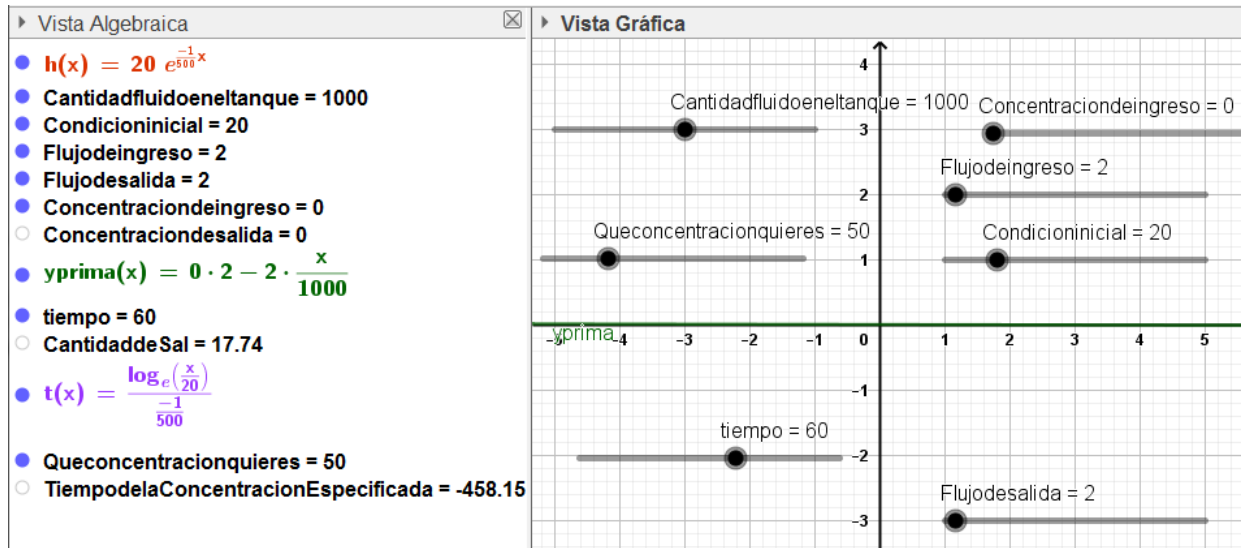 Vista Algebraica
h(x) = 20 e^(-1/500 x)
Cantidadfluidoeneltanque = 1000
Condicioninicial = 20
Flujodeingreso = 2
Flujodesalida = 2
Concentraciondeingreso = 0
Concentraciondesalida = 0
yprima(x) = 0 · 2 − 2 · x/1000
tiempo = 60
CantidaddeSal = 17.74
t(x) = log_e(x/20) / (-1/500)
Queconcentracionquieres = 50
TiempodelaConcentracionEspecificada = -458.15
Vista Gráfica
4
Cantidadfluidoeneltanque = 1000
Concentraciondeingreso = 0
3
Flujodeingreso = 2
2
Queconcentracionquieres = 50
Condicioninicial = 20
1
yprima
-5 -4 -3 -2 -1 0 1 2 3 4 5
-1
tiempo = 60
-2
Flujodesalida = 2
-3